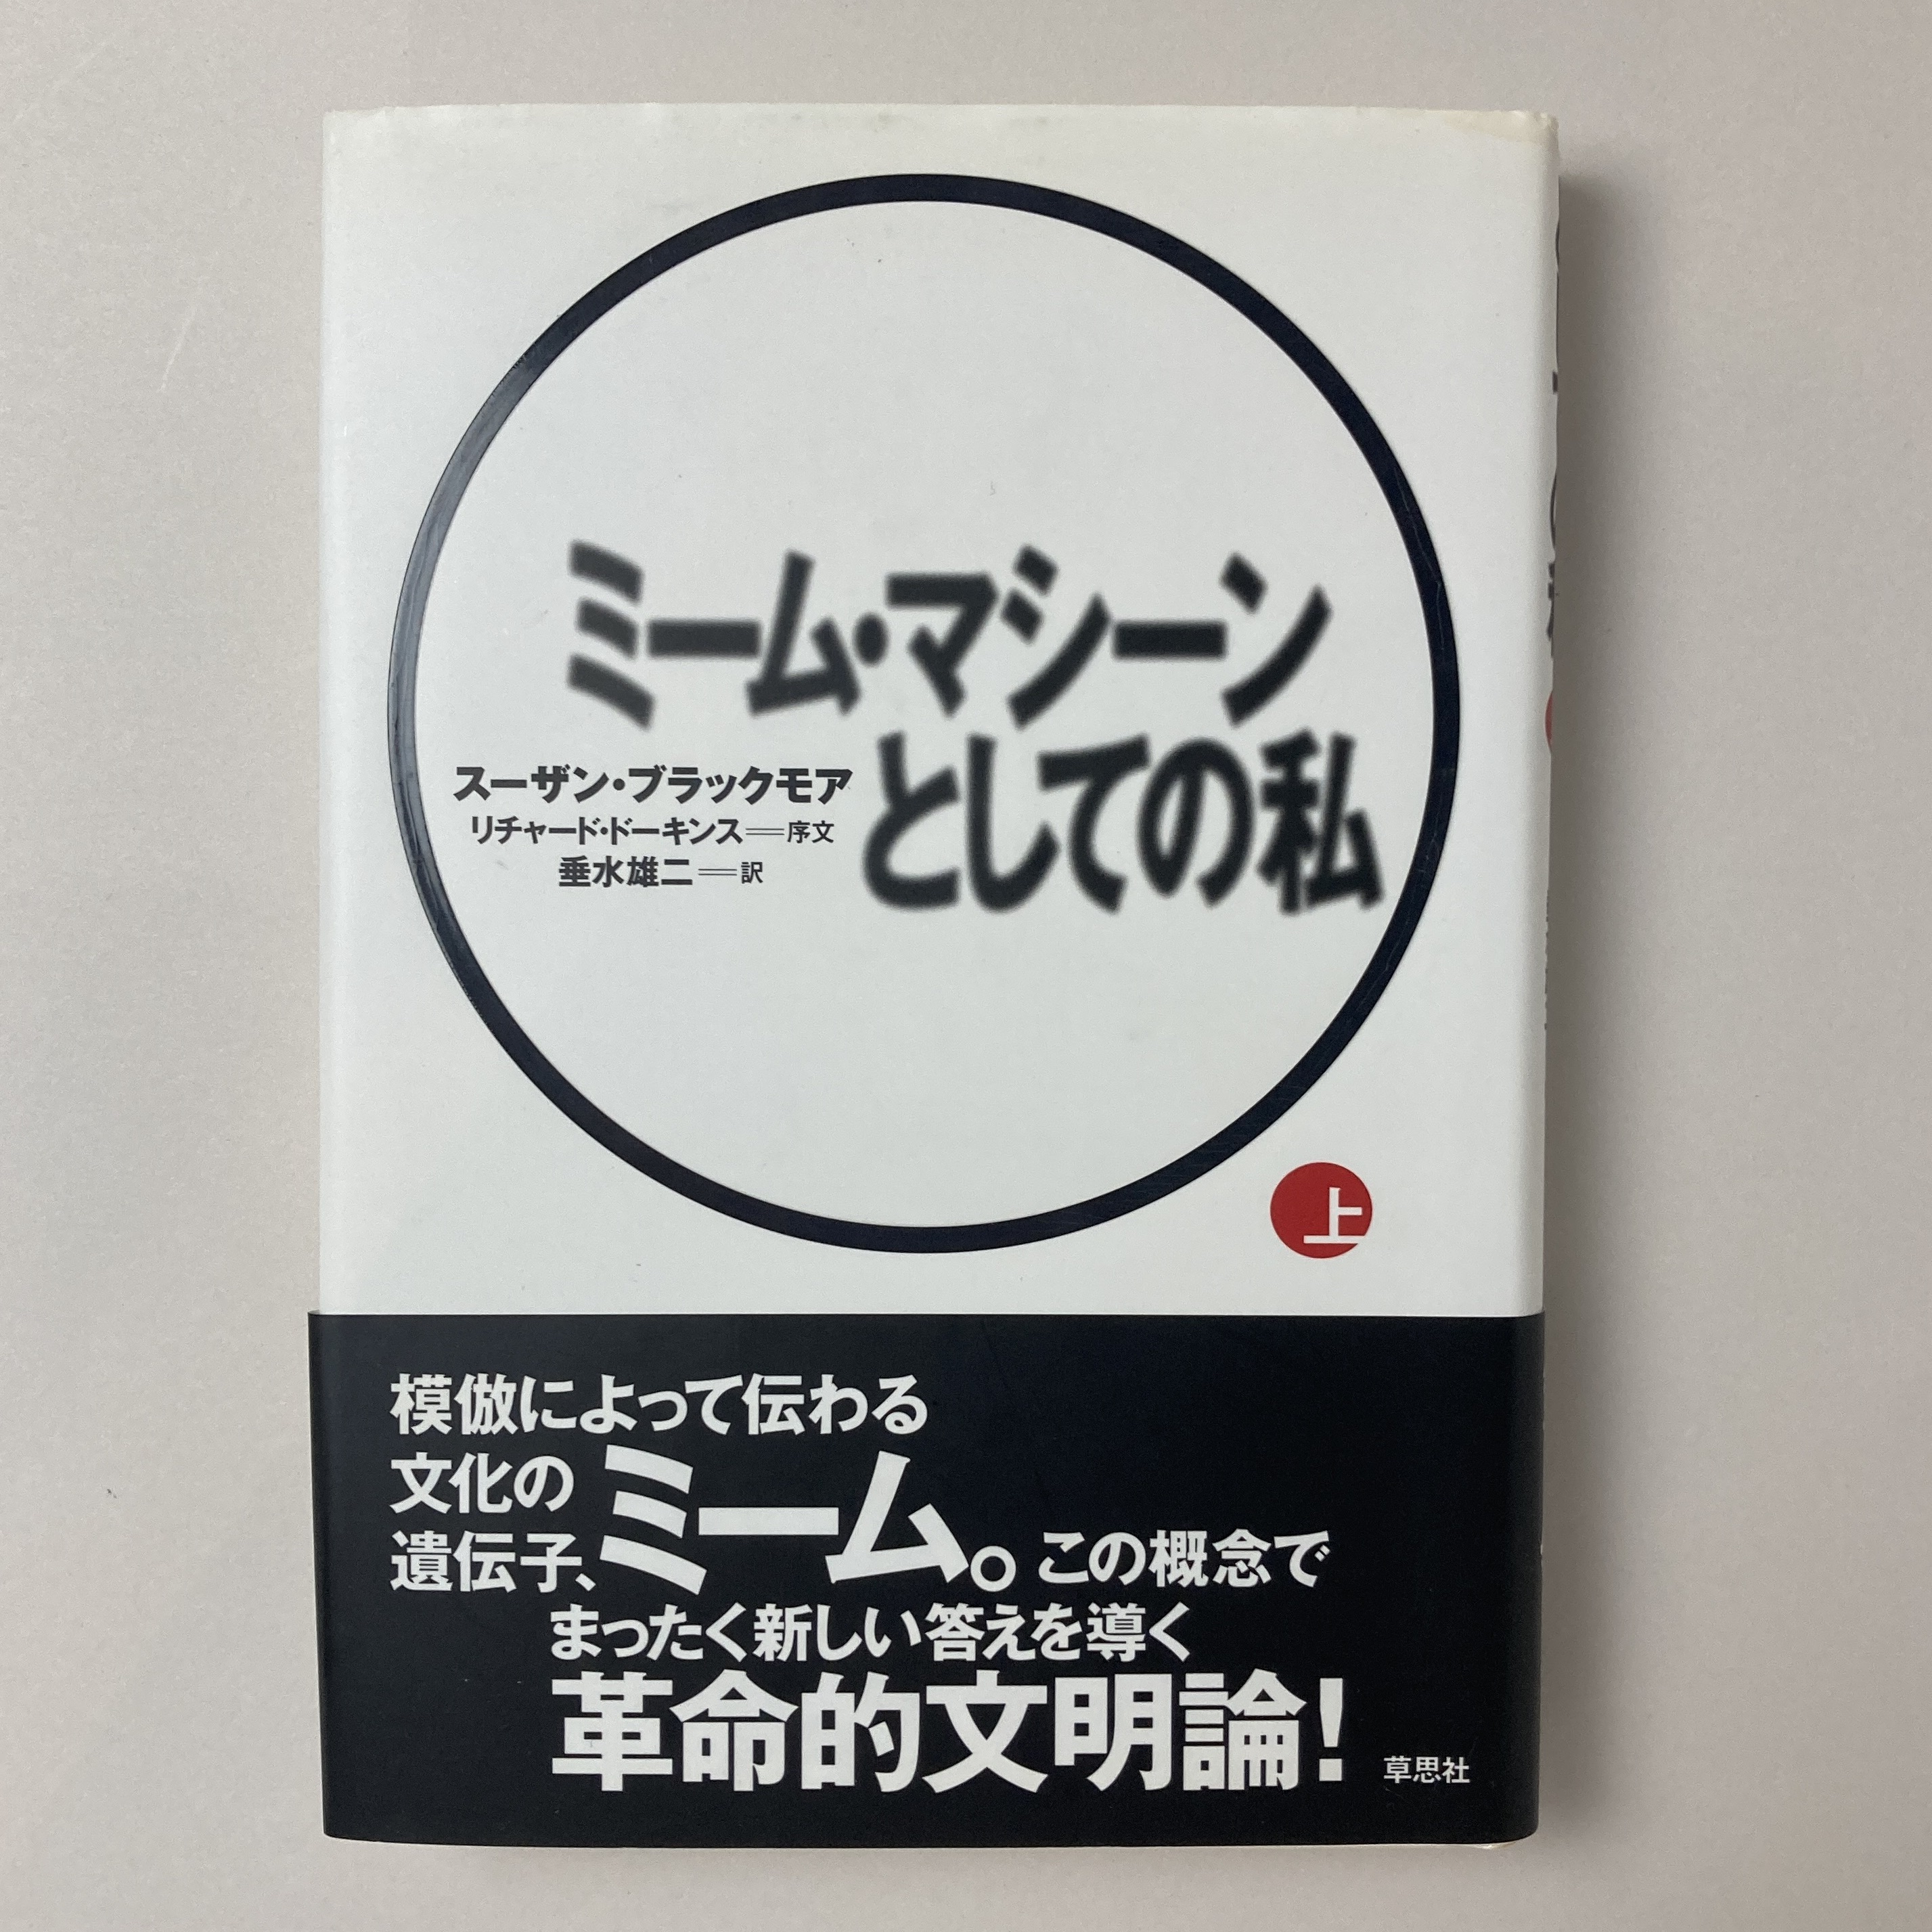 ミーム・マシーン
としての私
スーザン・ブラックモア
リチャード・ドーキンス══序文
垂水雄二══訳
上
模倣によって伝わる
文化の
遺伝子、ミーム。この概念で
まったく新しい答えを導く
革命的文明論!
草思社